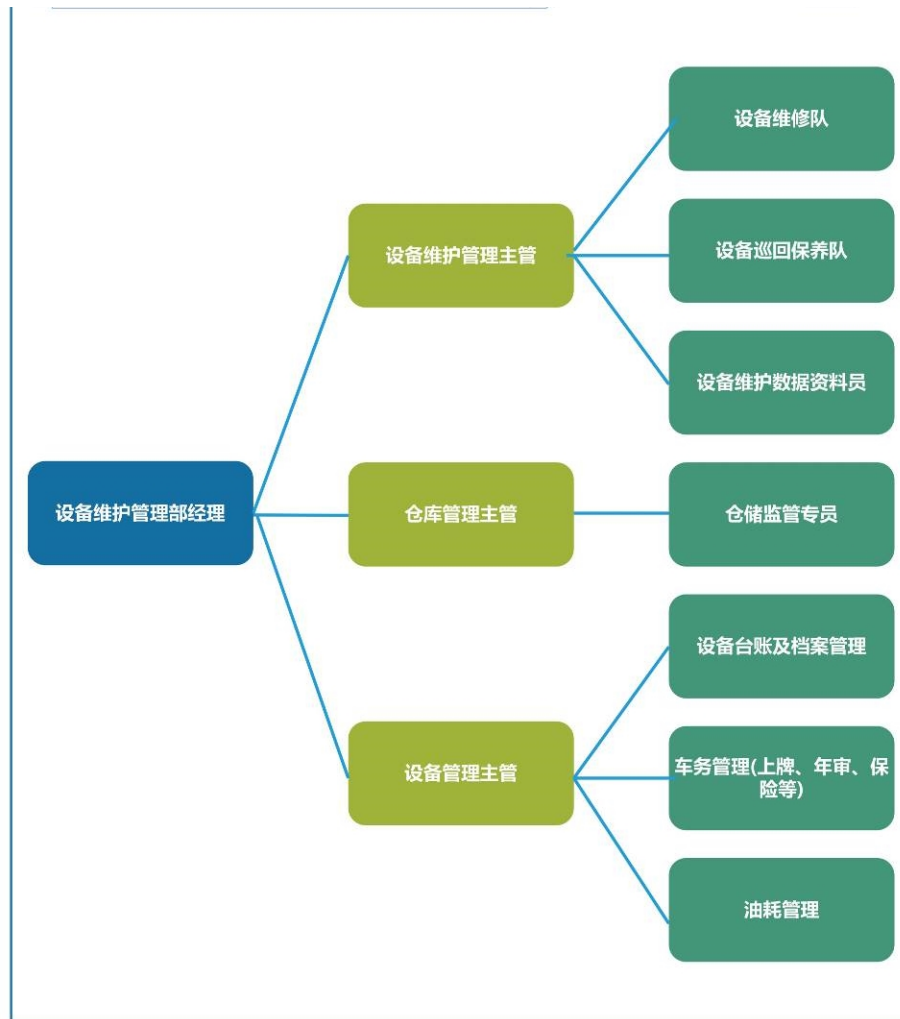 设备维修队
设备维护管理主管
设备巡回保养队
设备维护数据资料员
设备维护管理部经理
仓库管理主管
仓储监管专员
设备台账及档案管理
设备管理主管
车务管理(上牌、年审、保
险等)
油耗管理